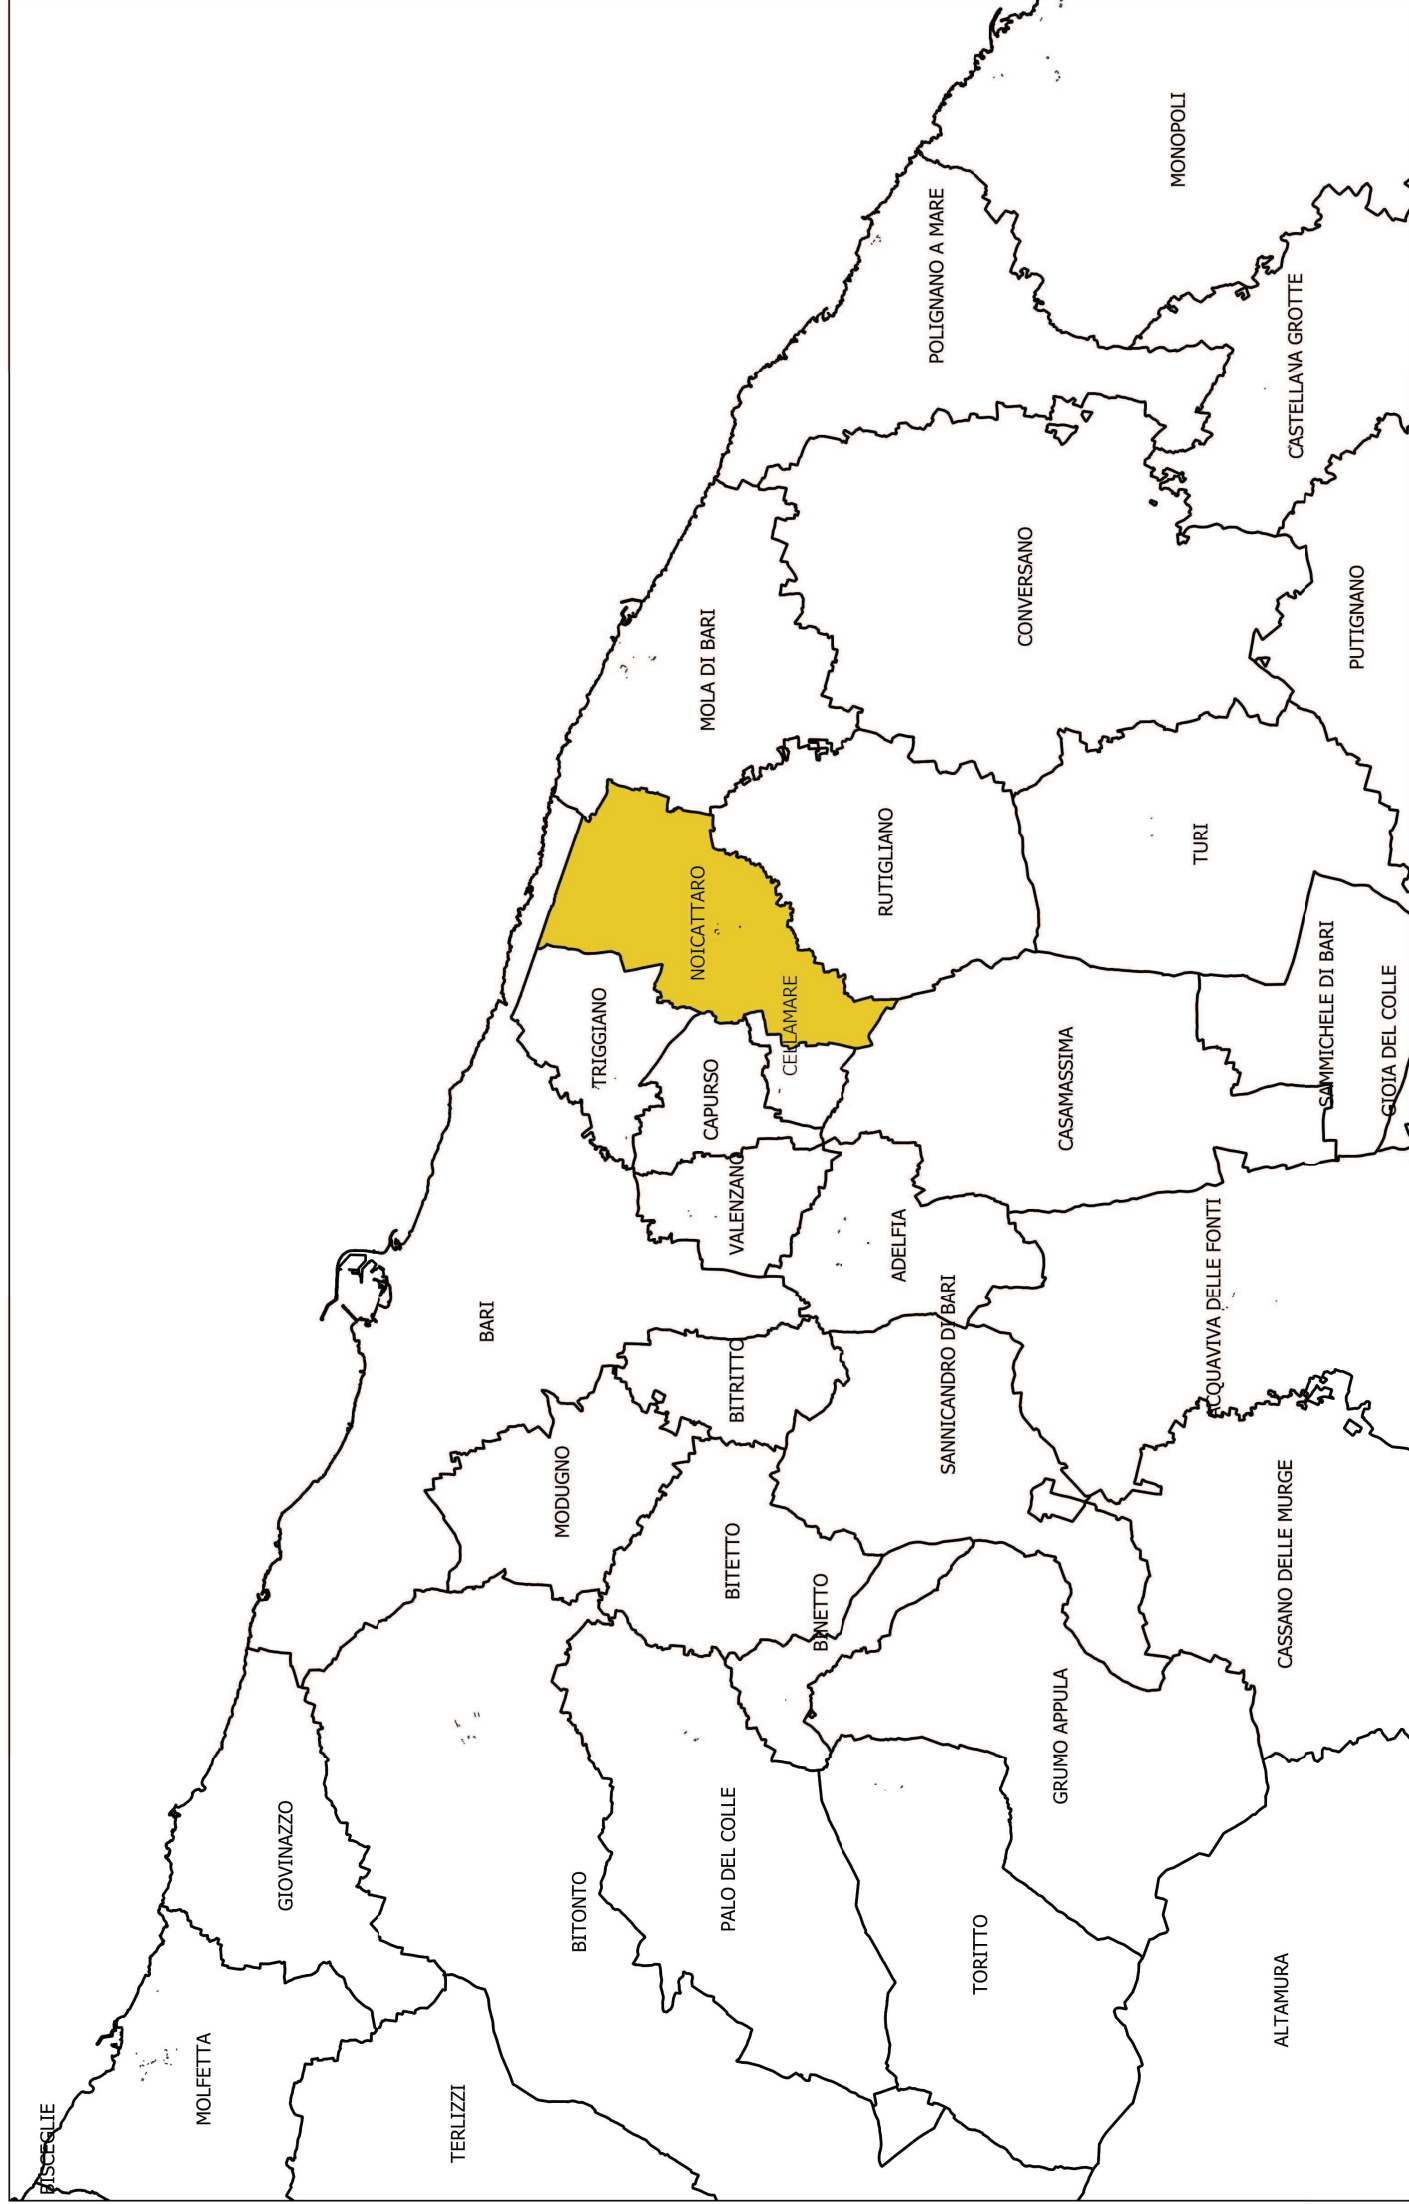 BISCEGLIE
MOLFETTA
GIOVINAZZO
TERLIZZI
BARI
BITONTO
MODUGNO
TRIGGIANO
NOICATTARO
MOLA DI BARI
PALO DEL COLLE
BITETTO
BITRITTO
VALENZANO
CAPURSO
CELLAMARE
BINETTO
ADELFIA
RUTIGLIANO
POLIGNANO A MARE
SANNICANDRO DI BARI
TORITTO
CONVERSANO
GRUMO APPULA
CASAMASSIMA
MONOPOLI
TURI
ACQUAVIVA DELLE FONTI
ALTAMURA
CASSANO DELLE MURGE
CASTELLANA GROTTE
SAMMICHELE DI BARI
PUTIGNANO
GIOIA DEL COLLE